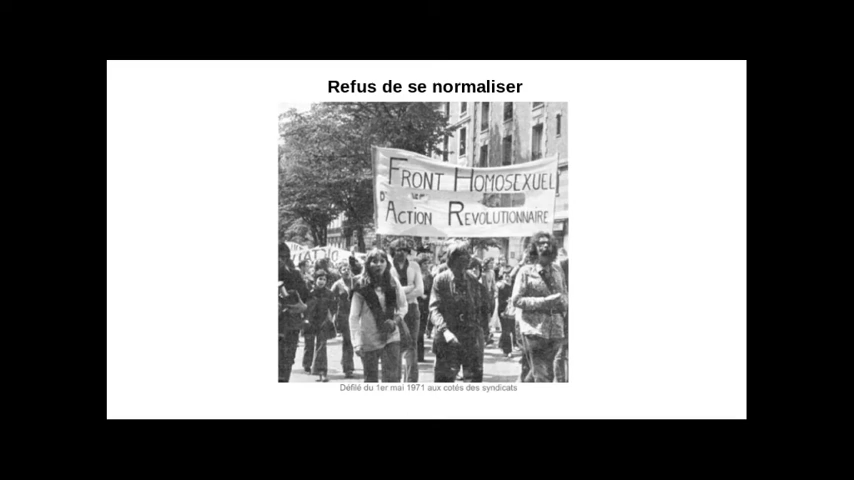 Refus de se normaliser
FRONT HOMOSEXUEL
D'
ACTION REVOLUTIONNAIRE
Défilé du 1er mai 1971 aux cotés des syndicats